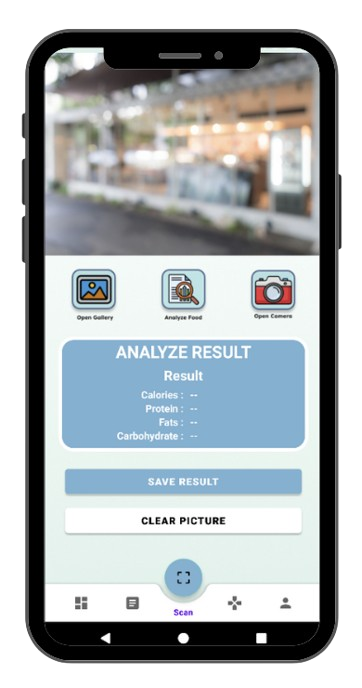 Open Gallery
Analyze Food
Open Camera
ANALYZE RESULT
Result
Calories : --
Protein : --
Fats : --
Carbohydrate : --
SAVE RESULT
CLEAR PICTURE
Scan